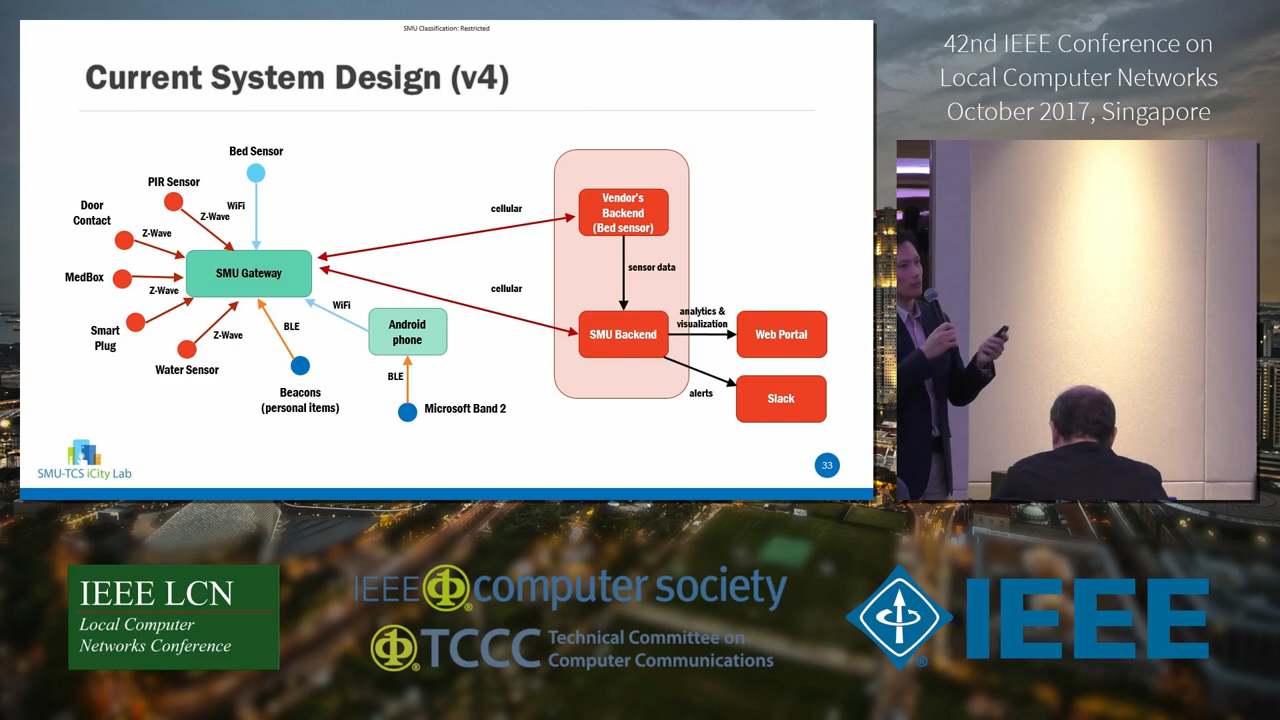 SMU Classification: Restricted
Current System Design (v4)
Bed Sensor
PIR Sensor
WiFi
Z-Wave
Door
Contact
Z-Wave
MedBox
SMU Gateway
Z-Wave
Smart
Plug
Z-Wave
Water Sensor
BLE
Beacons
(personal items)
WiFi
Android
phone
BLE
Microsoft Band 2
cellular
cellular
Vendor's
Backend
(Bed sensor)
sensor data
SMU Backend
analytics &
visualization
Web Portal
alerts
Slack
SMU-TCS iCity Lab
33
42nd IEEE Conference on
Local Computer Networks
October 2017, Singapore
IEEE LCN
Local Computer
Networks Conference
IEEE computer society
TCCC Technical Committee on
Computer Communications
IEEE